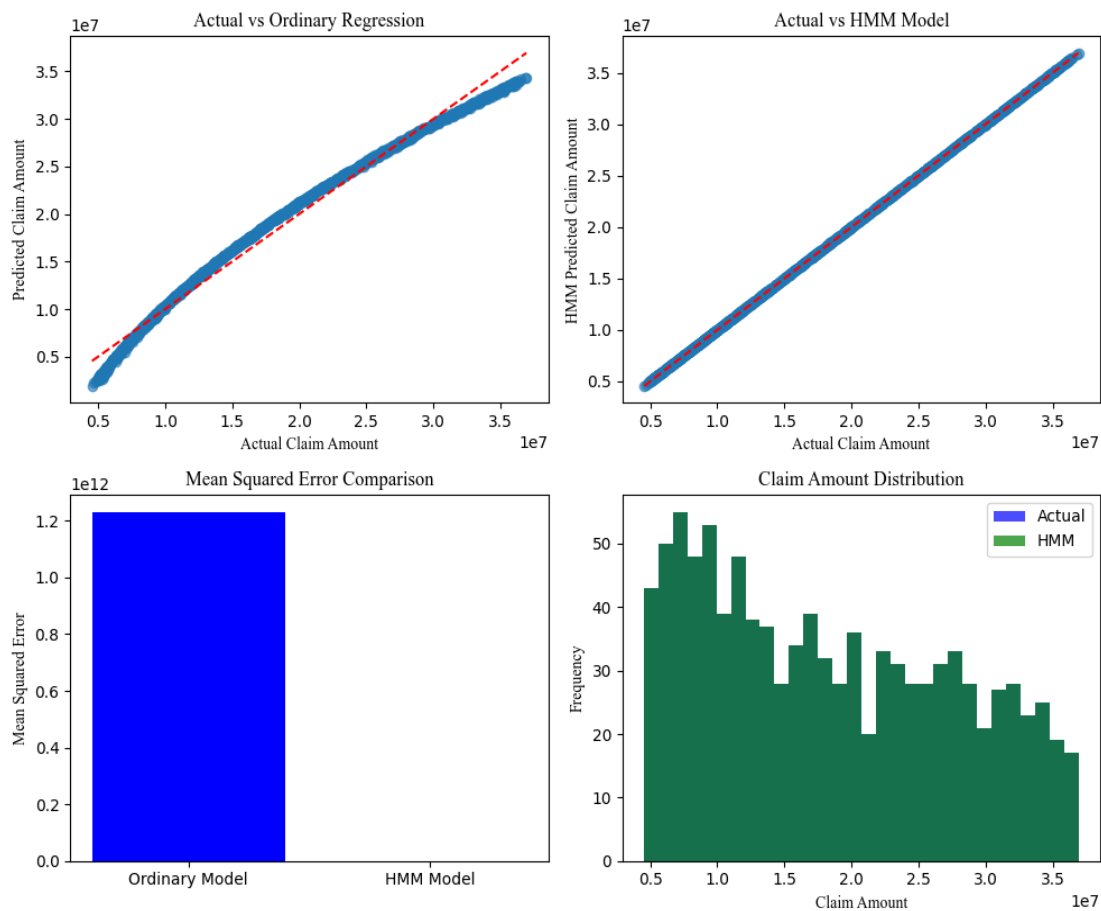 Actual vs Ordinary Regression
1e7
Predicted Claim Amount
3.5
3.0
2.5
2.0
1.5
1.0
0.5
0.5 1.0 1.5 2.0 2.5 3.0 3.5
1e7
Actual Claim Amount
Actual vs HMM Model
1e7
HMM Predicted Claim Amount
3.5
3.0
2.5
2.0
1.5
1.0
0.5
0.5 1.0 1.5 2.0 2.5 3.0 3.5
1e7
Actual Claim Amount
Mean Squared Error Comparison
1e12
Mean Squared Error
1.2
1.0
0.8
0.6
0.4
0.2
0.0
Ordinary Model HMM Model
Claim Amount Distribution
Actual
HMM
Frequency
50
40
30
20
10
0
0.5 1.0 1.5 2.0 2.5 3.0 3.5
1e7
Claim Amount